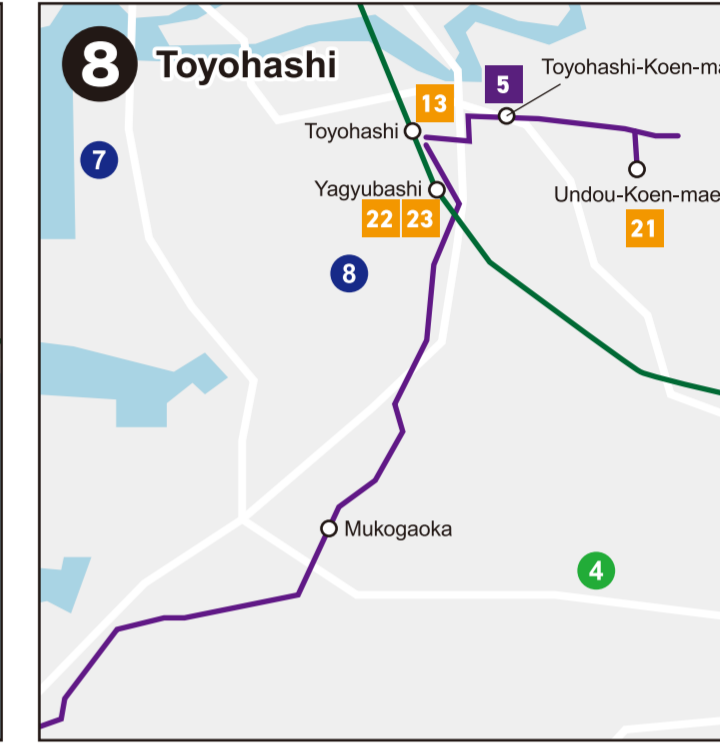 8 Toyohashi
Toyohashi-Koen-ma
5
13
Toyohashi
7
Yagyubashi
22 23
Undou-Koen-mae
21
8
Mukogaoka
4